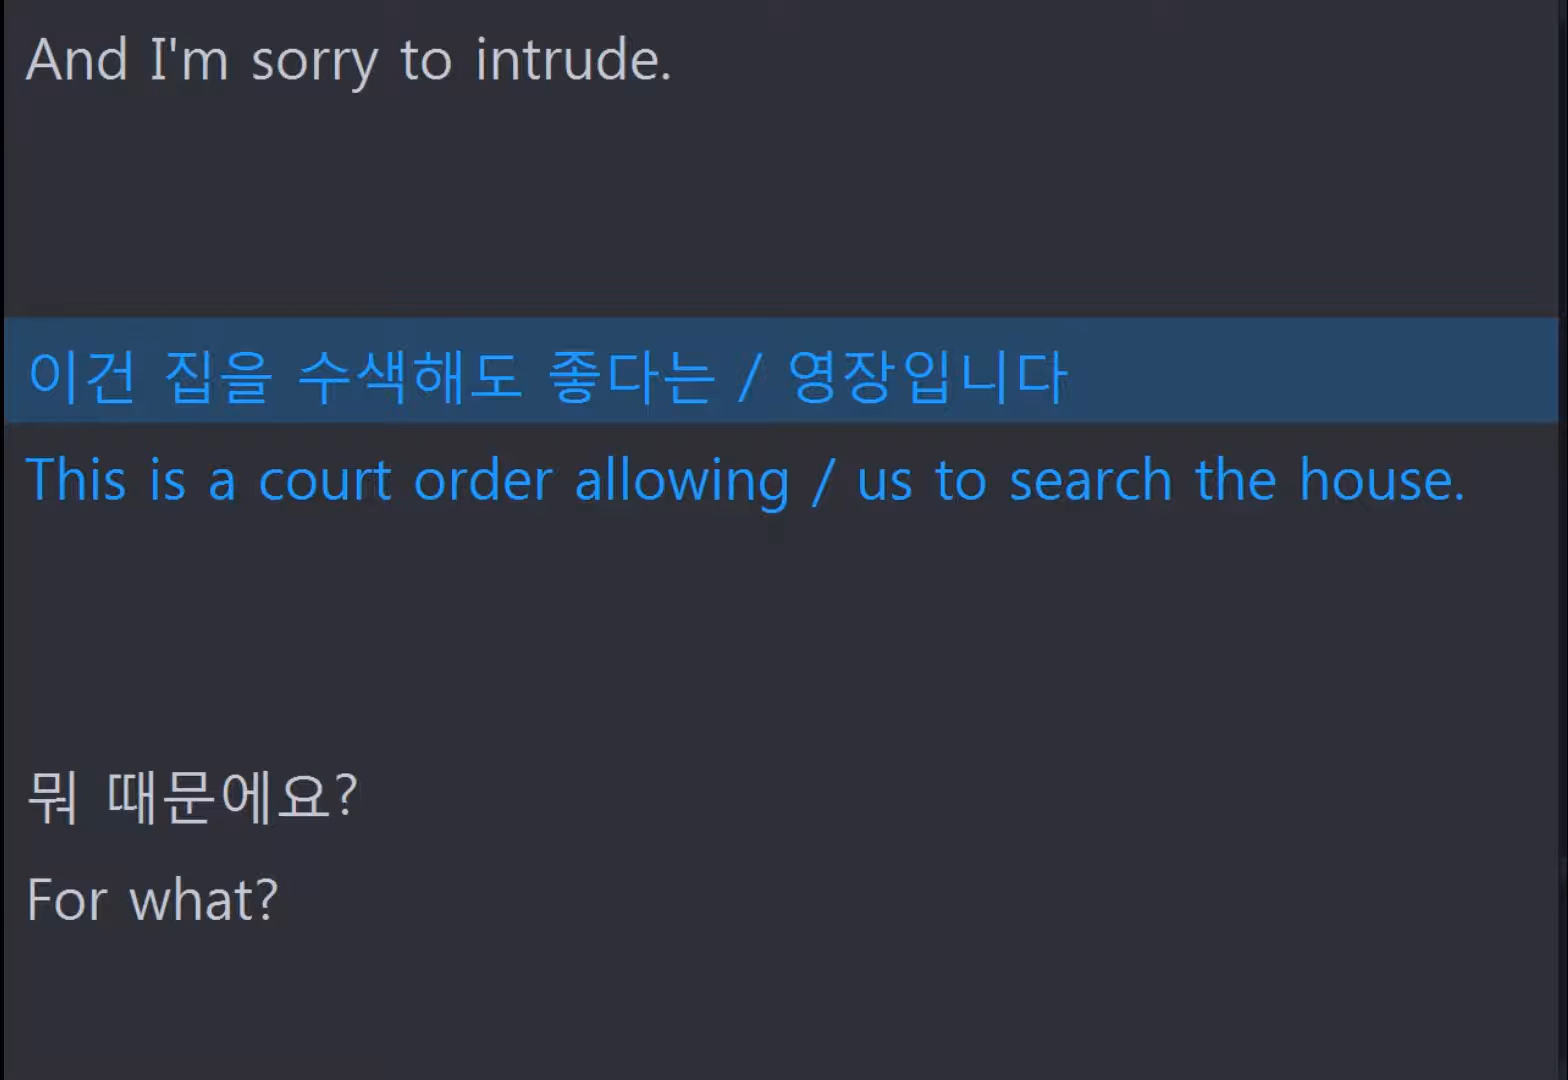 And I'm sorry to intrude.
이건 집을 수색해도 좋다는 / 영장입니다
This is a court order allowing / us to search the house.
뭐 때문에요?
For what?